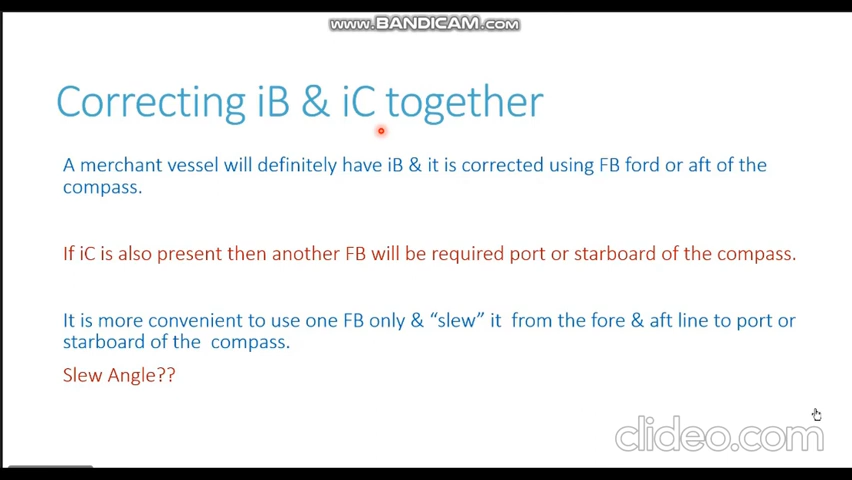 www.BANDICAM.com
Correcting iB & iC together
A merchant vessel will definitely have iB & it is corrected using FB ford or aft of the
compass.
If iC is also present then another FB will be required port or starboard of the compass.
It is more convenient to use one FB only & “slew” it from the fore & aft line to port or
starboard of the compass.
Slew Angle??
clideo.com